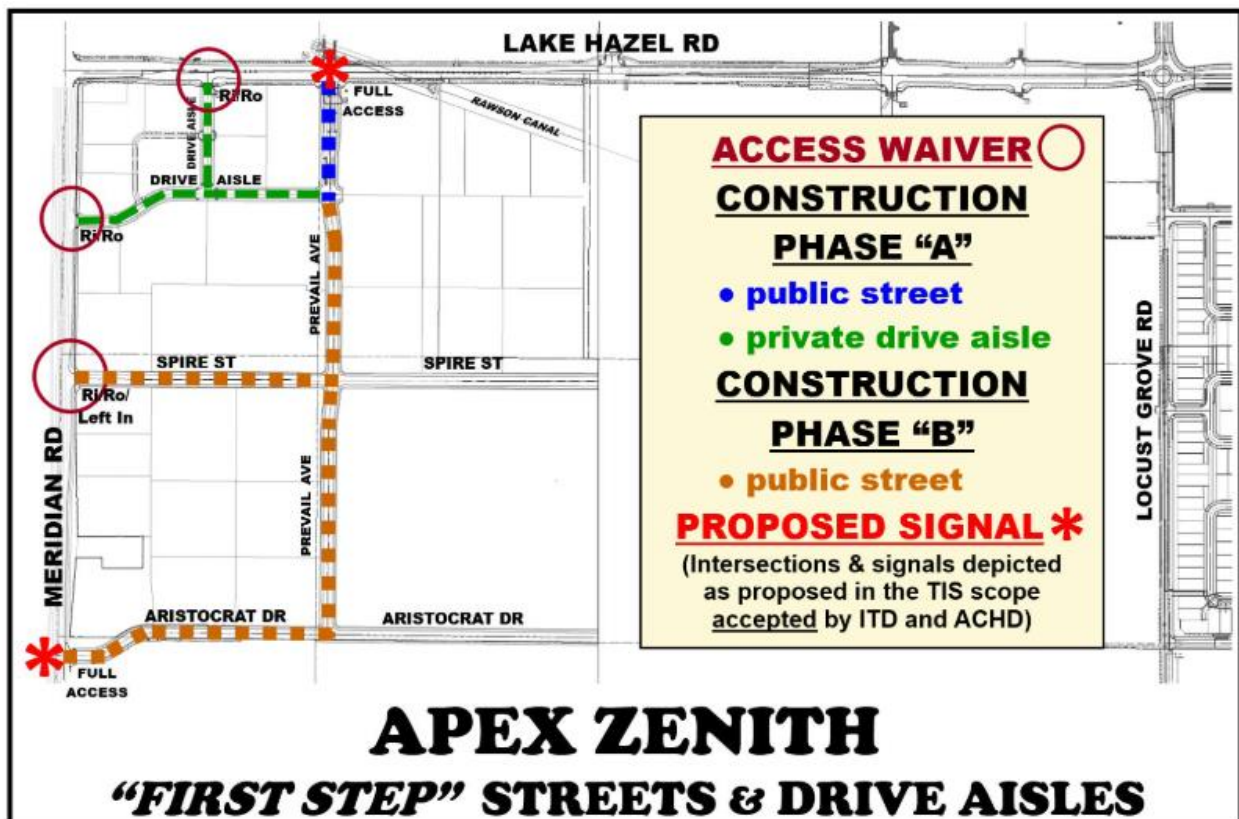 LAKE HAZEL RD
Ri/Ro
FULL
ACCESS
RAWSON CANAL
DRIVE AISLE
DRIVE AISLE
Ri/Ro
PREVAIL AVE
SPIRE ST
SPIRE ST
Ri/Ro/
Left In
MERIDIAN RD
PREVAIL AVE
ARISTOCRAT DR
ARISTOCRAT DR
FULL
ACCESS
LOCUST GROVE RD
ACCESS WAIVER
CONSTRUCTION
PHASE “A”
• public street
• private drive aisle
CONSTRUCTION
PHASE “B”
• public street
PROPOSED SIGNAL *
(Intersections & signals depicted
as proposed in the TIS scope
accepted by ITD and ACHD)
APEX ZENITH
“FIRST STEP” STREETS & DRIVE AISLES